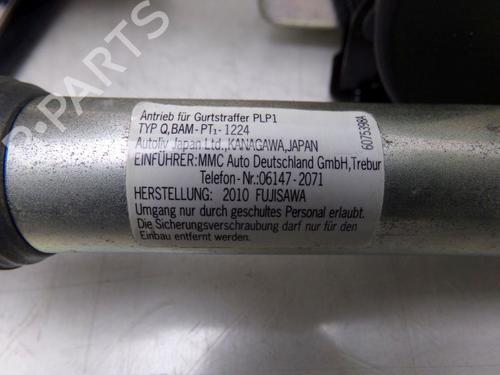 Antrieb für Gurtstraffer PLP1
TYP Q,BAM-PT1-1224
Autoliv Japan Ltd.,KANAGAWA,JAPAN
EINFÜHRER:MMC Auto Deutschland GmbH,Trebur
Telefon-Nr.:06147-2071
HERSTELLUNG: 2010 FUJISAWA
Umgang nur durch geschultes Personal erlaubt.
Die Sicherungsverschraubung darf nur für den
Einbau entfernt werden.
6075398A
B-PARTS